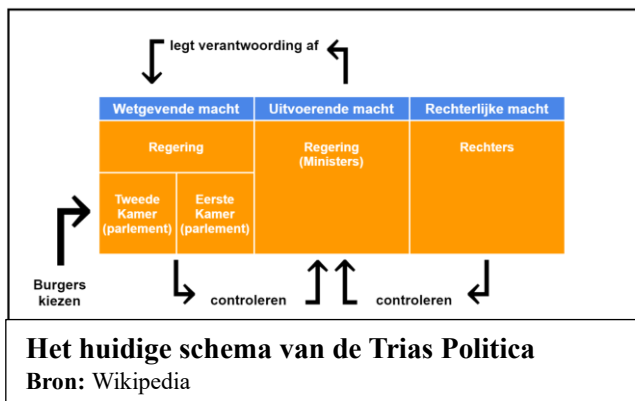 legt verantwoording af
Wetgevende macht
Uitvoerende macht
Rechterlijke macht
Regering
Regering
(Ministers)
Rechters
Tweede
Kamer
(parlement)
Eerste
Kamer
(parlement)
Burgers
kiezen
controleren
controleren
Het huidige schema van de Trias Politica
Bron: Wikipedia